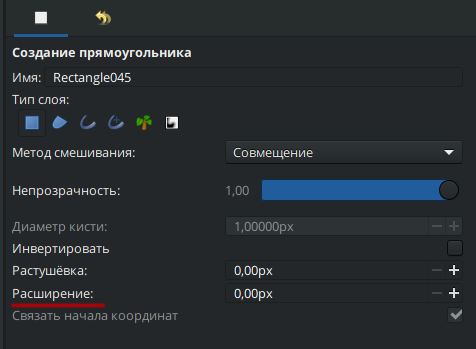 Создание прямоугольника
Имя: Rectangle045
Тип слоя:
Метод смешивания: Совмещение
Непрозрачность: 1,00
Диаметр кисти: 1,00000px
Инвертировать
Растушёвка: 0,00px
Расширение: 0,00px
Связать начала координат